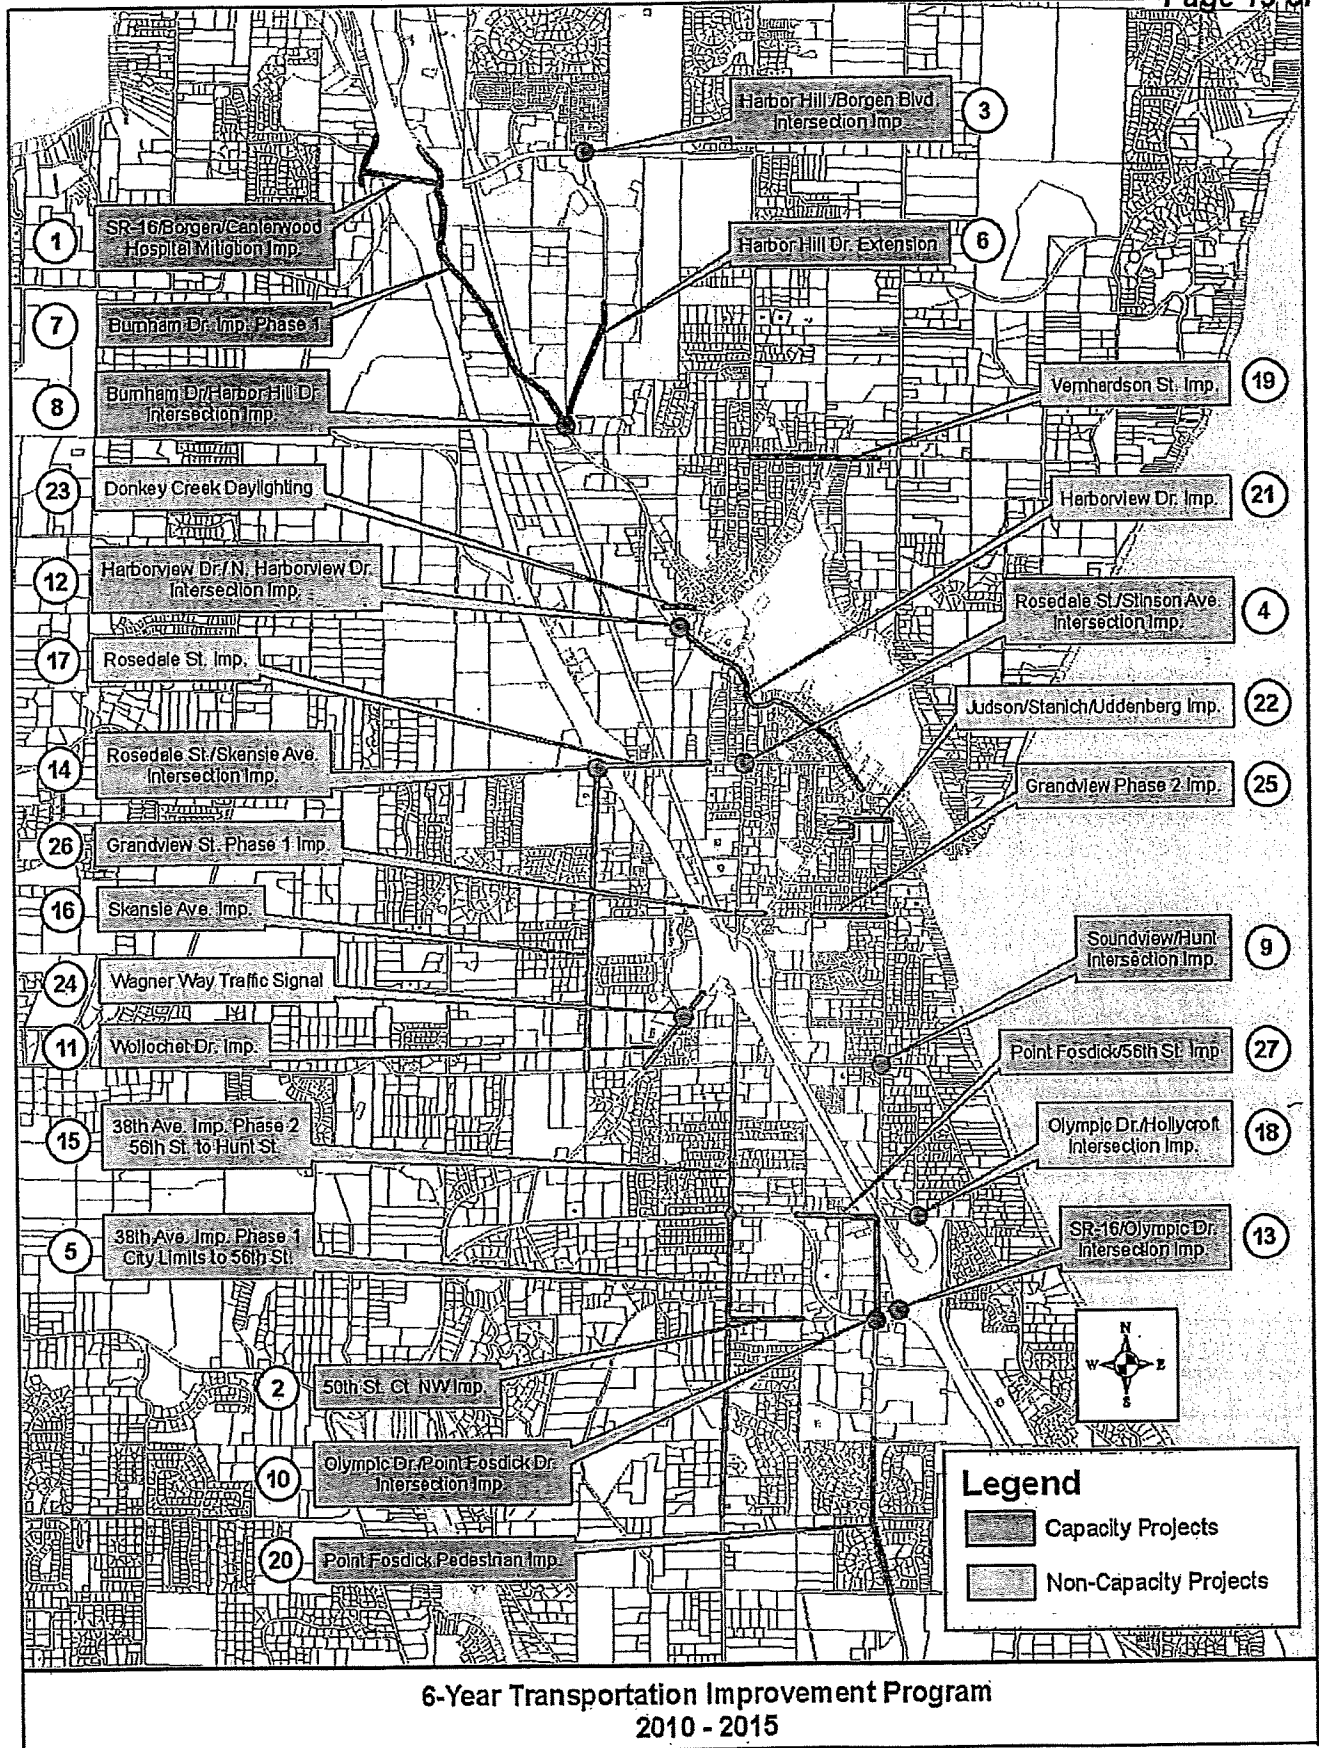 Harbor Hill/Borgen Blvd.
Intersection Imp.
3
1
SR-16/Borgen/Canterwood
Hospital Mitigtion Imp.
Harbor Hill Dr. Extension
6
7
Burnham Dr. Imp. Phase 1
8
Burnham Dr/Harbor Hill Dr
Intersection Imp
Vernhardson St. Imp.
19
23
Donkey Creek Daylighting
Harborview Dr. Imp.
21
12
Harborview Dr./ N. Harborview Dr.
Intersection Imp.
Rosedale St./Stinson Ave.
Intersection Imp.
4
17
Rosedale St. Imp.
Judson/Stanich/Uddenberg Imp.
22
14
Rosedale St./Skansie Ave.
Intersection Imp.
Grandview Phase 2 Imp.
25
26
Grandview St. Phase 1 Imp.
16
Skansie Ave. Imp.
Soundview/Hunt
Intersection Imp.
9
24
Wagner Way Traffic Signal
11
Wollochet Dr. Imp.
Point Fosdick/56th St. Imp
27
15
38th Ave. Imp. Phase 2
56th St. to Hunt St.
Olympic Dr./Hollycroft
Intersection Imp.
18
5
38th Ave. Imp. Phase 1
City Limits to 56th St.
SR-16/Olympic Dr.
Intersection Imp.
13
N
W E
S
2
50th St. Ct. NW Imp.
10
Olympic Dr./Point Fosdick Dr.
Intersection Imp.
20
Point Fosdick Pedestrian Imp.
Legend
Capacity Projects
Non-Capacity Projects
6-Year Transportation Improvement Program
2010 - 2015